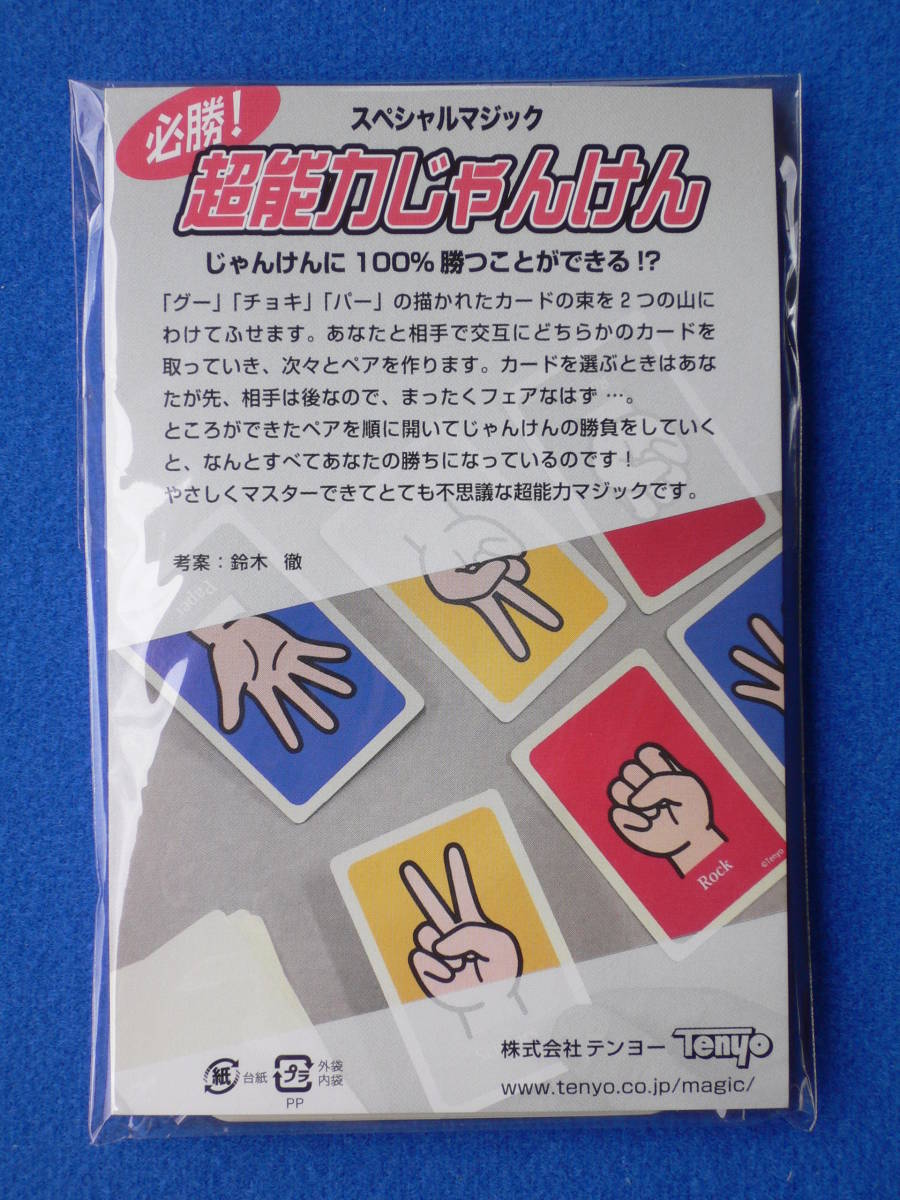 必勝！
スペシャルマジック
超能力じゃんけん
じゃんけんに 100％ 勝つことができる !?
「グー」「チョキ」「パー」の描かれたカードの束を２つの山に
わけてふせます。あなたと相手で交互にどちらかのカードを
取っていき、次々とペアを作ります。カードを選ぶときはあな
たが先、相手は後なので、まったくフェアなはず …。
ところができたペアを順に開いてじゃんけんの勝負をしていく
と、なんとすべてあなたの勝ちになっているのです！
やさしくマスターできてとても不思議な超能力マジックです。
考案：鈴木 徹
Paper
Rock
©Tenyo
株式会社 テンヨー Tenyo
www.tenyo.co.jp/magic/
紙 台紙
プラ 外袋
内袋
PP